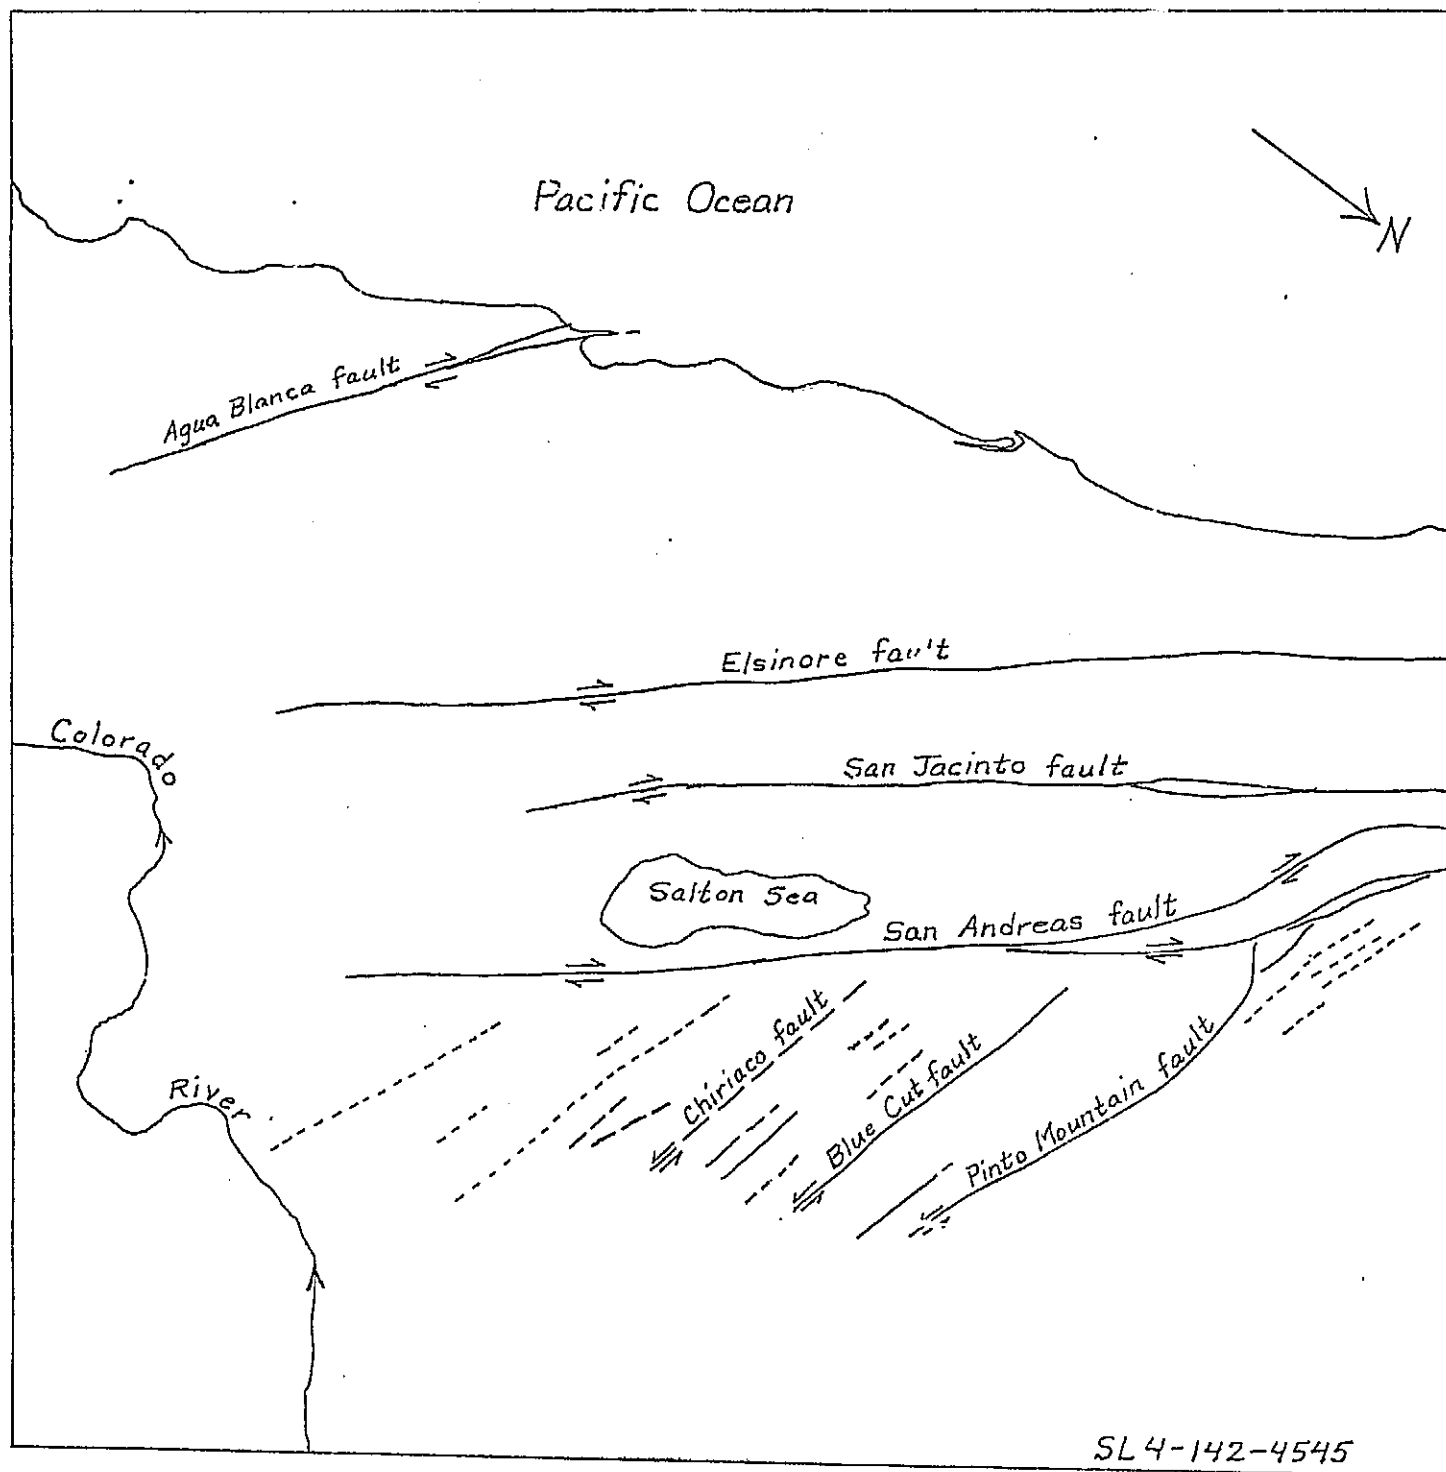 Pacific Ocean
N
Agua Blanca fault
Elsinore fau't
Colorado
San Jacinto fault
Salton Sea
San Andreas fault
Chiriaco fault
Blue Cut fault
Pinto Mountain fault
River
SL4-142-4545